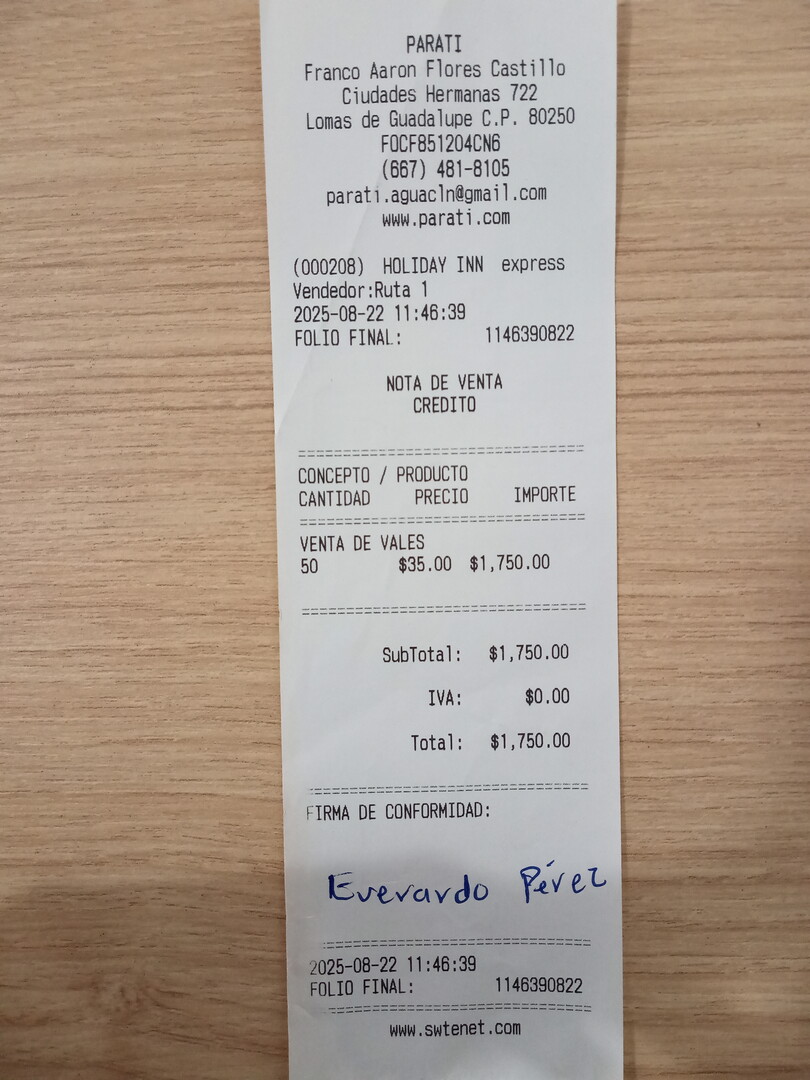 PARATI
Franco Aaron Flores Castillo
Ciudades Hermanas 722
Lomas de Guadalupe C.P. 80250
FOCF851204CN6
(667) 481-8105
parati.aguacln@gmail.com
www.parati.com
(000208) HOLIDAY INN express
Vendedor:Ruta 1
2025-08-22 11:46:39
FOLIO FINAL: 1146390822
NOTA DE VENTA
CREDITO
==================================
CONCEPTO / PRODUCTO
CANTIDAD PRECIO IMPORTE
==================================
VENTA DE VALES
50 $35.00 $1,750.00
==================================
SubTotal: $1,750.00
IVA: $0.00
Total: $1,750.00
==================================
FIRMA DE CONFORMIDAD:
Everardo Pérez
==================================
2025-08-22 11:46:39
FOLIO FINAL: 1146390822
==================================
www.swtenet.com